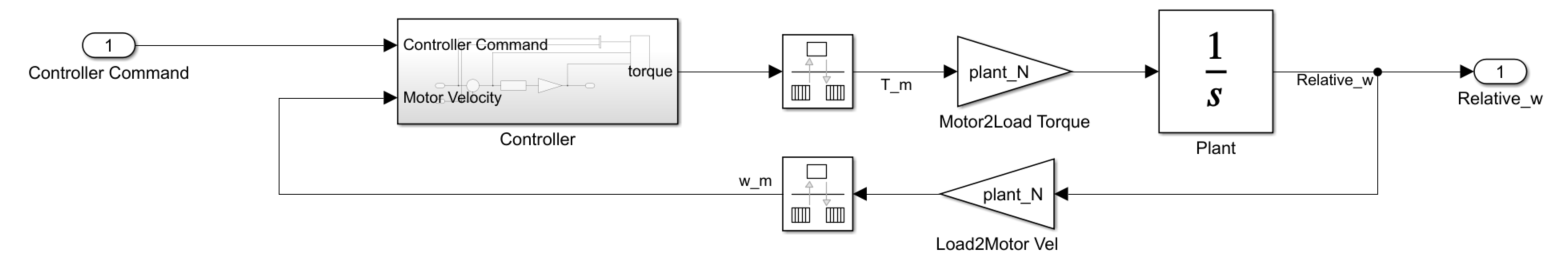 1
Controller Command
Controller Command
Motor Velocity
torque
Controller
T_m
plant_N
Motor2Load Torque
1
s
Plant
Relative_w
1
Relative_w
w_m
plant_N
Load2Motor Vel